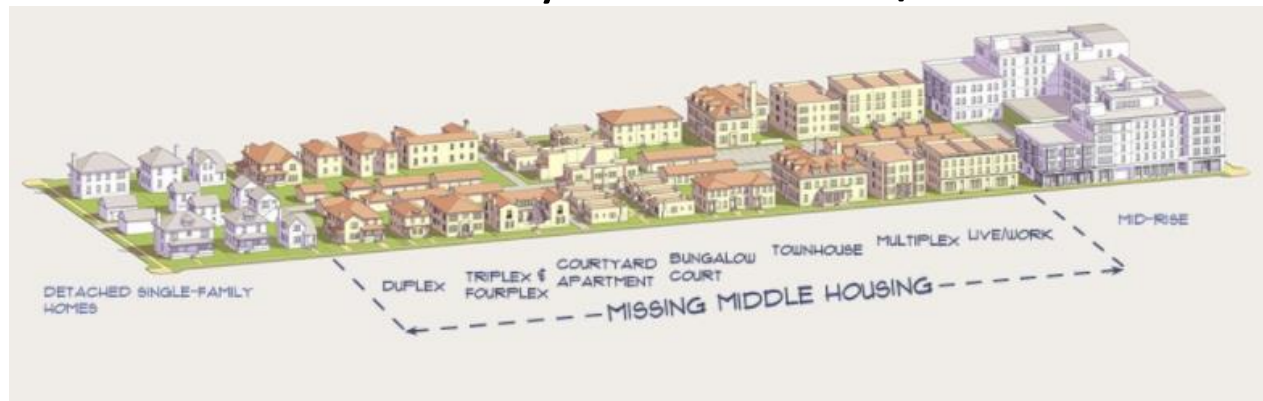 DETACHED SINGLE-FAMILY
HOMES
DUPLEX
TRIPLEX &
FOURPLEX
COURTYARD
APARTMENT
BUNGALOW
COURT
TOWNHOUSE
MULTIPLEX
LIVE/WORK
MID-RISE
MISSING MIDDLE HOUSING